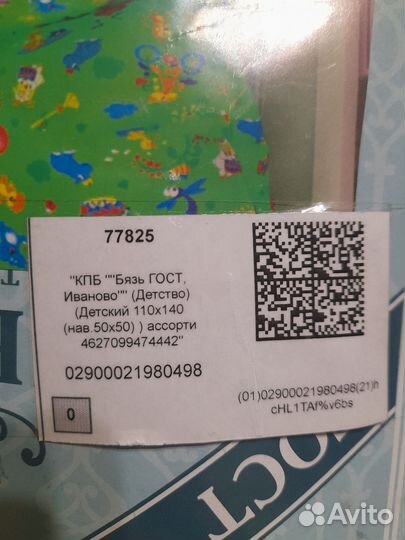 77825
"КПБ ""Бязь ГОСТ,
Иваново"" (Детство)
(Детский 110х140
(нав.50х50) ) ассорти
4627099474442"
02900021980498
0
(01)02900021980498(21)h
cHL1TAf%v6bs
ГОСТ
Avito